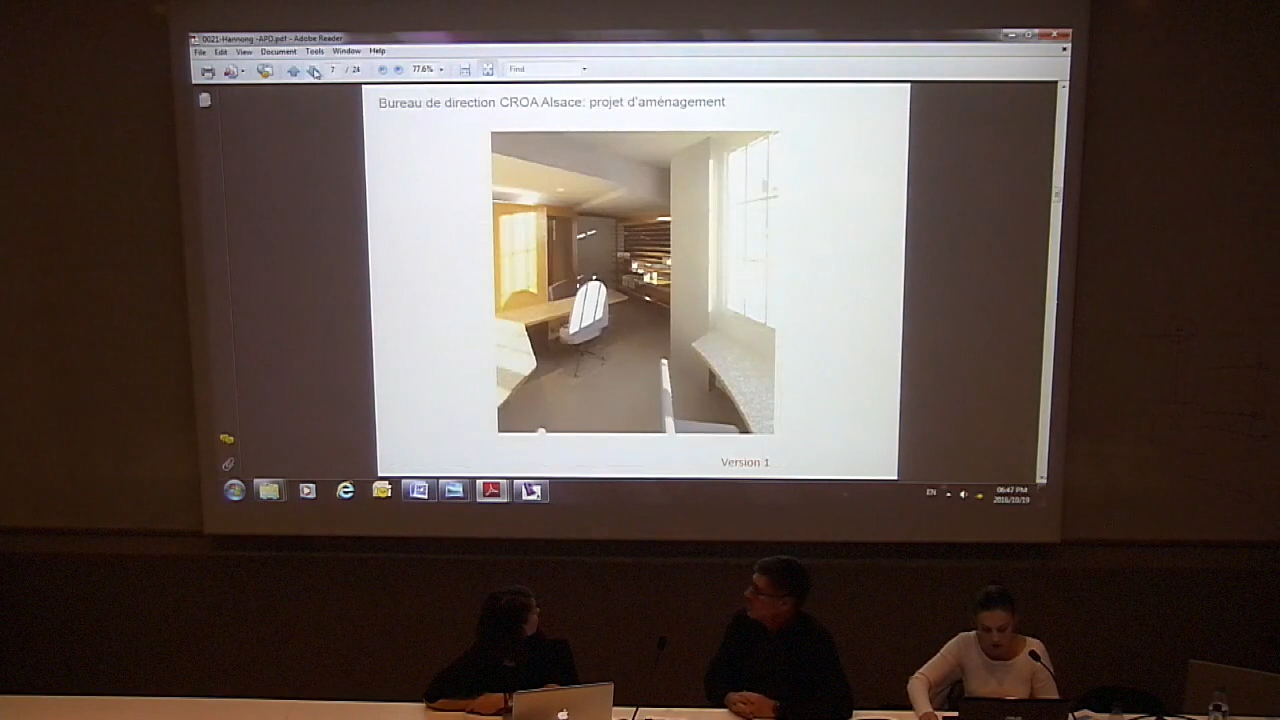 0021-Hannong -APD.pdf - Adobe Reader
File Edit View Document Tools Window Help
7 / 24 77.6% Find
Bureau de direction CROA Alsace: projet d'aménagement
Version 1
EN
06:47 PM
2016/10/19